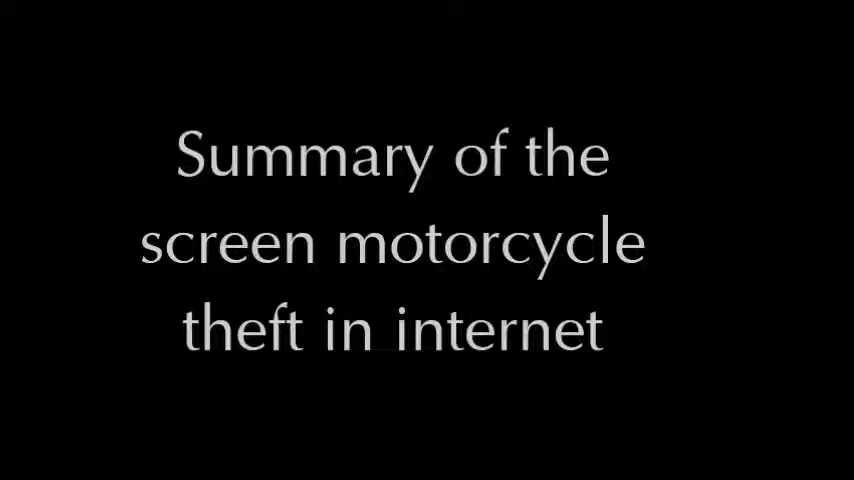 Summary of the
screen motorcycle
theft in internet